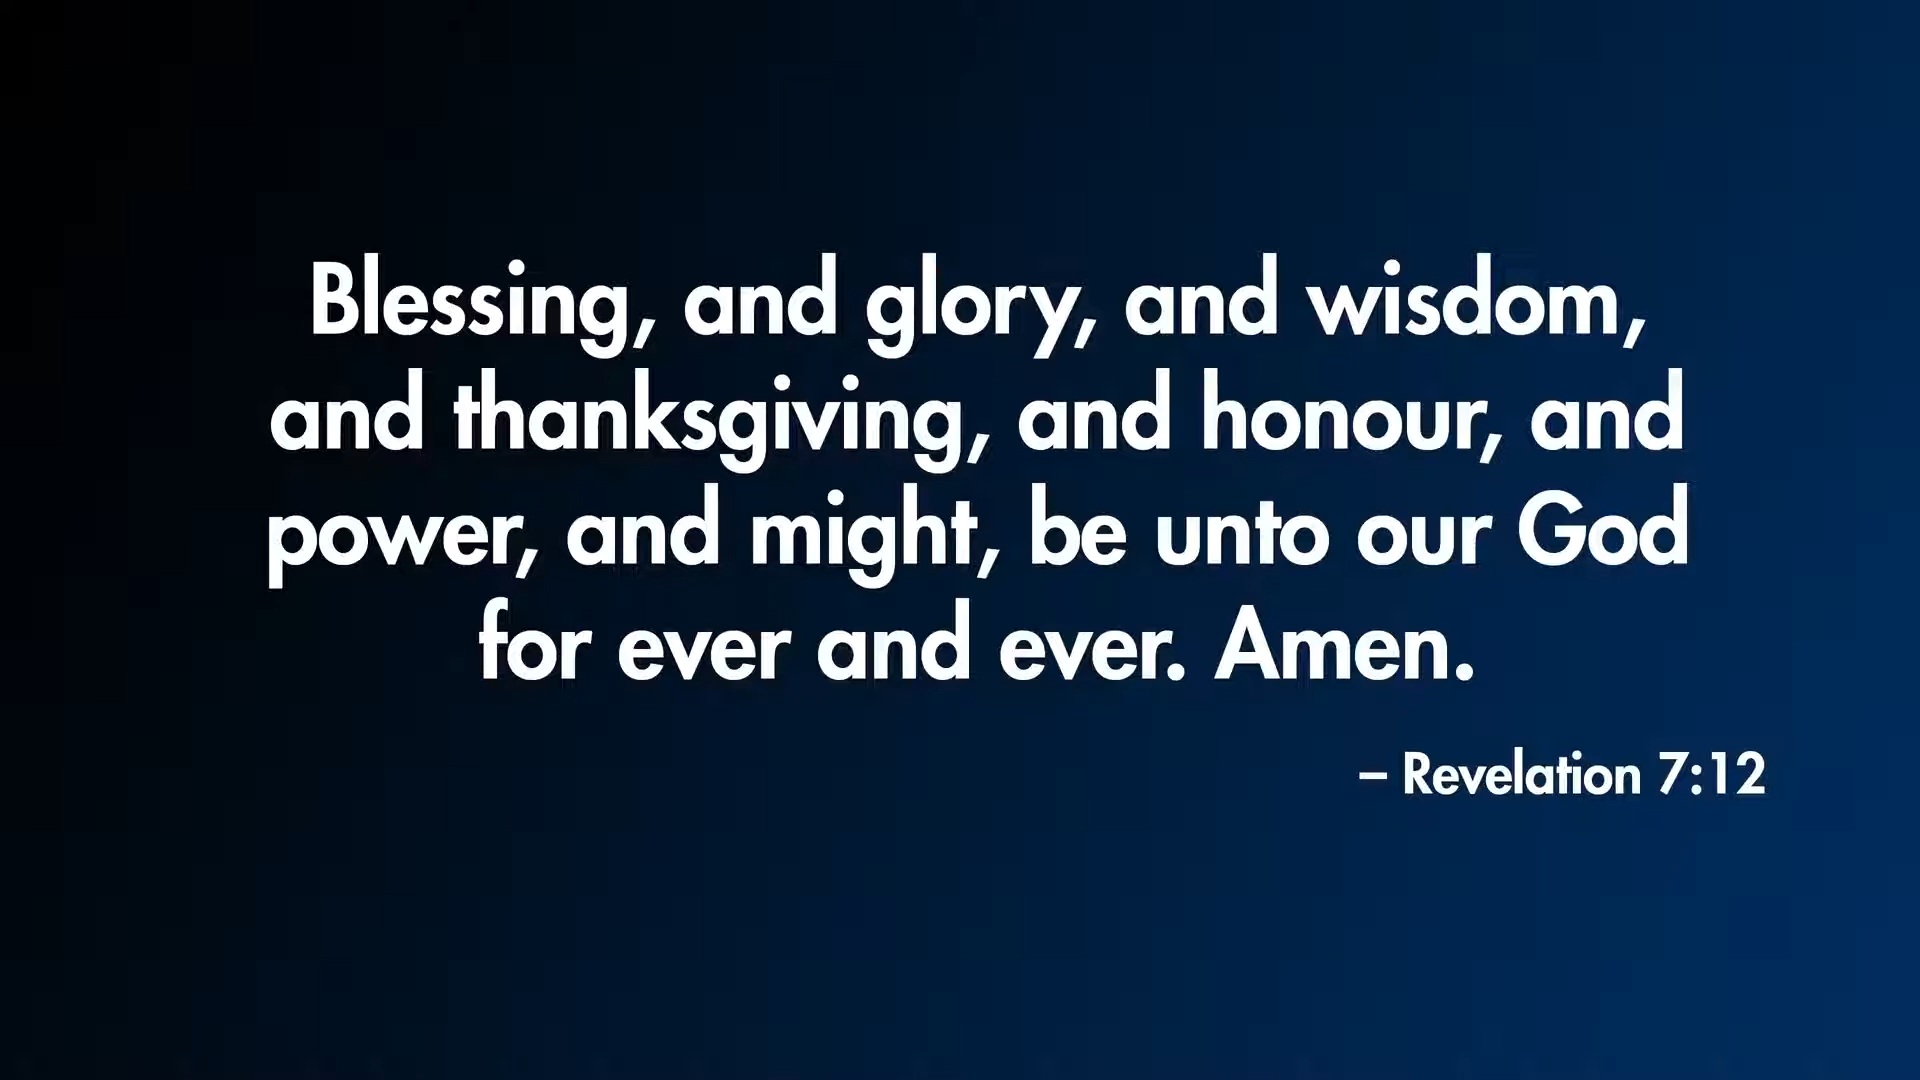 Blessing, and glory, and wisdom,
and thanksgiving, and honour, and
power, and might, be unto our God
for ever and ever. Amen.
– Revelation 7:12